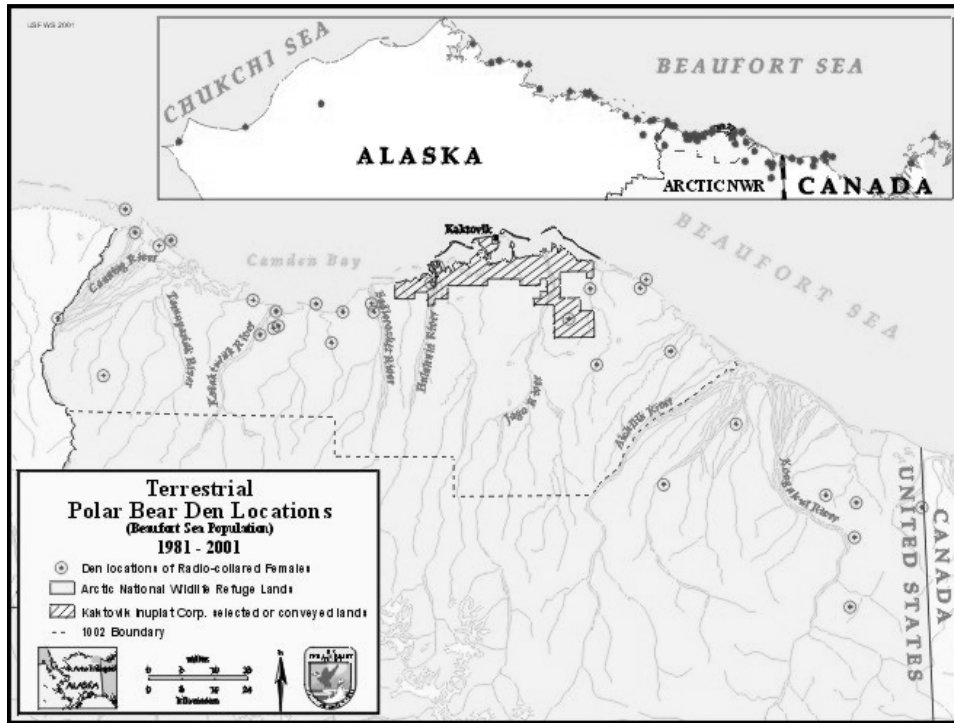 USFWS 2001
CHUKCHI SEA
BEAUFORT SEA
ALASKA
ARCTIC NWR
CANADA
Kaktovik
Camden Bay
BEAUFORT SEA
Canning River
Tamayariak River
Katakturuk River
Sadlerochit River
Hulahula River
Jago River
Aichilik River
Kongakut River
UNITED STATES
CANADA
Terrestrial
Polar Bear Den Locations
(Beaufort Sea Population)
1981 - 2001
Den locations of Radio-collared Females
Arctic National Wildlife Refuge Lands
Kaktovik Inupiat Corp. selected or conveyed lands
1002 Boundary
ALASKA
Miles
Kilometers